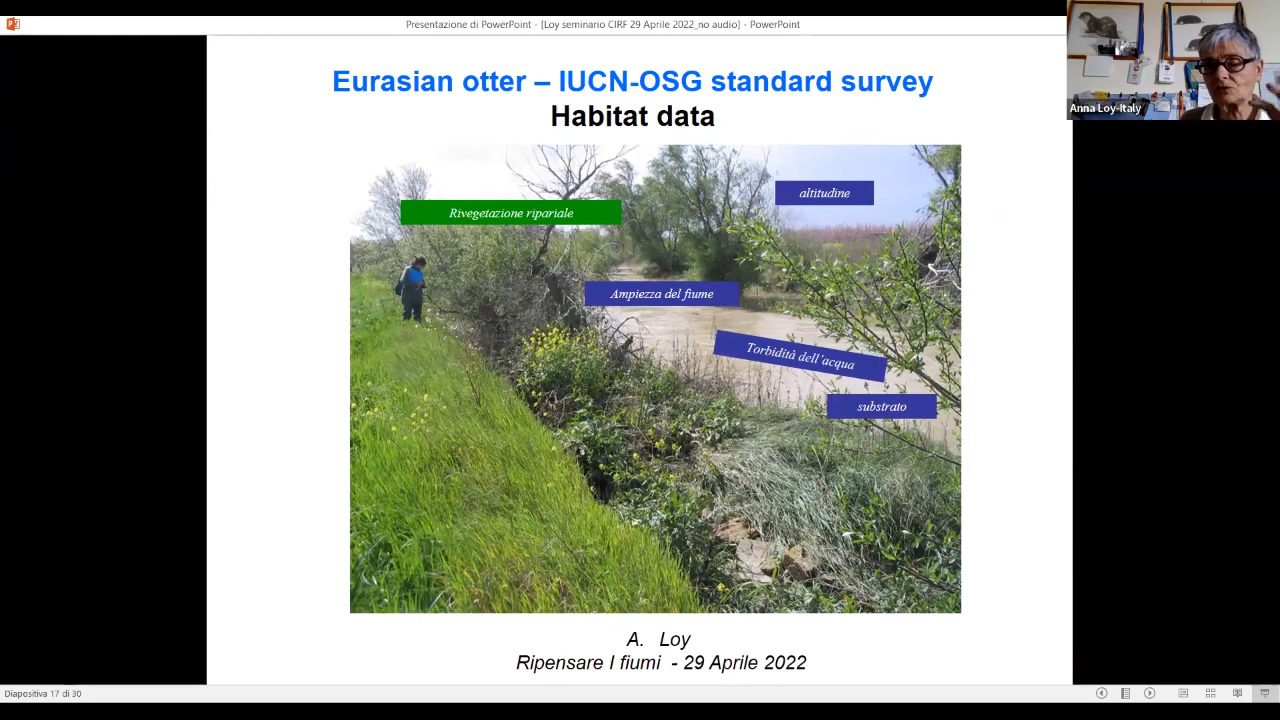 Presentazione di PowerPoint - [Loy seminario CIRF 29 Aprile 2022_no audio] - PowerPoint
Anna Loy-Italy
Eurasian otter – IUCN-OSG standard survey
Habitat data
altitudine
Rivegetazione ripariale
Ampiezza del fiume
Torbidità dell'acqua
substrato
A. Loy
Ripensare I fiumi - 29 Aprile 2022
Diapositiva 17 di 30